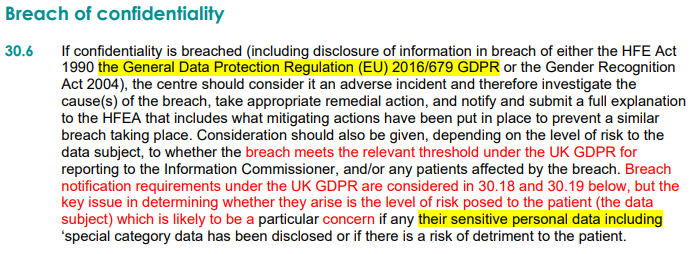 Breach of confidentiality
30.6 If confidentiality is breached (including disclosure of information in breach of either the HFE Act
1990 the General Data Protection Regulation (EU) 2016/679 GDPR or the Gender Recognition
Act 2004), the centre should consider it an adverse incident and therefore investigate the
cause(s) of the breach, take appropriate remedial action, and notify and submit a full explanation
to the HFEA that includes what mitigating actions have been put in place to prevent a similar
breach taking place. Consideration should also be given, depending on the level of risk to the
data subject, to whether the breach meets the relevant threshold under the UK GDPR for
reporting to the Information Commissioner, and/or any patients affected by the breach. Breach
notification requirements under the UK GDPR are considered in 30.18 and 30.19 below, but the
key issue in determining whether they arise is the level of risk posed to the patient (the data
subject) which is likely to be a particular concern if any their sensitive personal data including
‘special category data has been disclosed or if there is a risk of detriment to the patient.